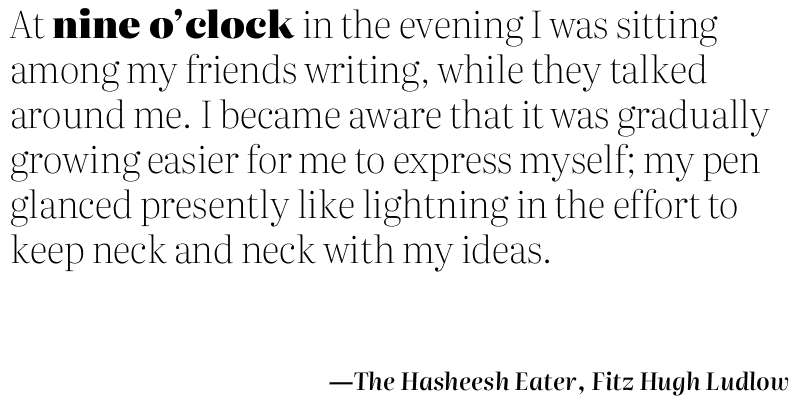 At nine o’clock in the evening I was sitting
among my friends writing, while they talked
around me. I became aware that it was gradually
growing easier for me to express myself; my pen
glanced presently like lightning in the effort to
keep neck and neck with my ideas.
—The Hasheesh Eater, Fitz Hugh Ludlow